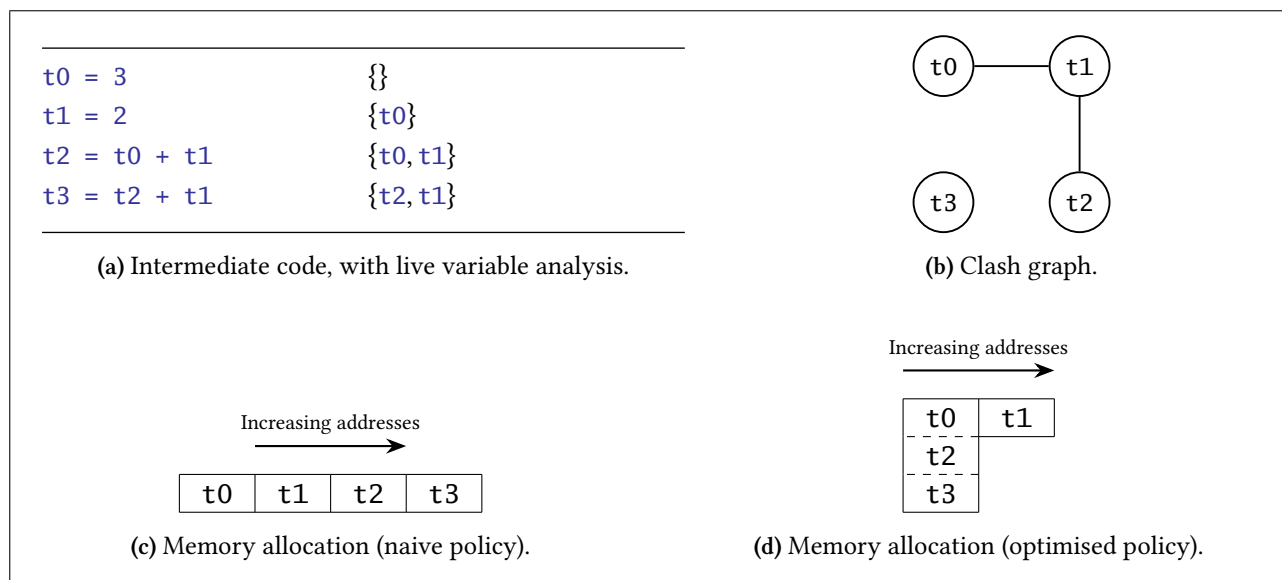 t0 = 3 {}
t1 = 2 {t0}
t2 = t0 + t1 {t0, t1}
t3 = t2 + t1 {t2, t1}
(a) Intermediate code, with live variable analysis.
t0 t1
t3 t2
(b) Clash graph.
Increasing addresses
t0 t1 t2 t3
(c) Memory allocation (naive policy).
Increasing addresses
t0 t1
t2
t3
(d) Memory allocation (optimised policy).